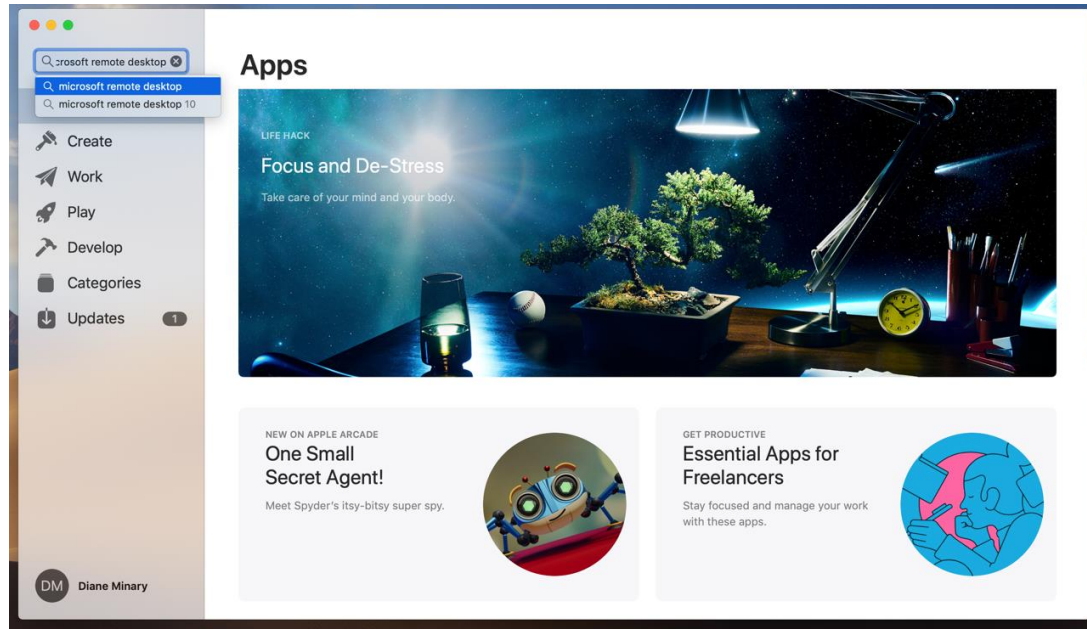 crosoft remote desktop
microsoft remote desktop
microsoft remote desktop 10
Create
Work
Play
Develop
Categories
Updates 1
DM Diane Minary
Apps
LIFE HACK
Focus and De-Stress
Take care of your mind and your body.
NEW ON APPLE ARCADE
One Small
Secret Agent!
Meet Spyder's itsy-bitsy super spy.
GET PRODUCTIVE
Essential Apps for
Freelancers
Stay focused and manage your work
with these apps.